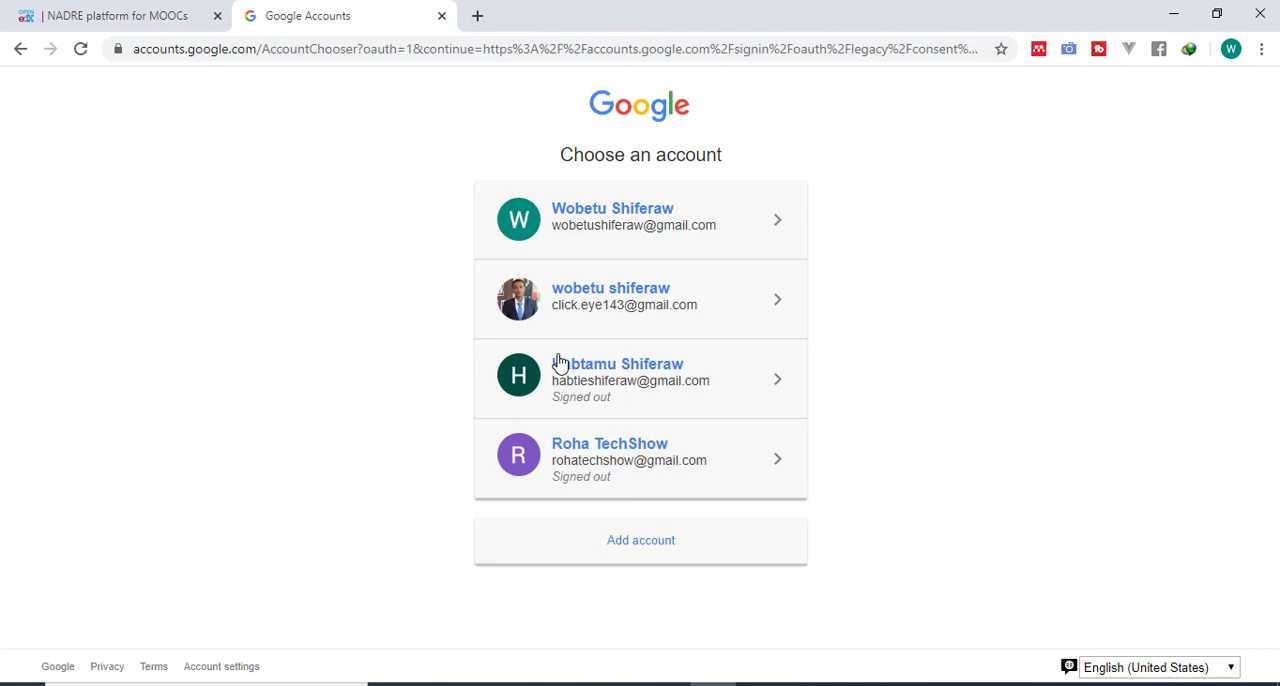 OPEN edX | NADRE platform for MOOCs
Google Accounts
accounts.google.com/AccountChooser?oauth=1&continue=https%3A%2F%2Faccounts.google.com%2Fsignin%2Foauth%2Flegacy%2Fconsent%...
W
Google
Choose an account
W
Wobetu Shiferaw
wobetushiferaw@gmail.com
wobetu shiferaw
click.eye143@gmail.com
H
Shiferaw
habtieshiferaw@gmail.com
Signed out
R
Roha TechShow
rohatechshow@gmail.com
Signed out
Add account
Google Privacy Terms Account settings
English (United States)